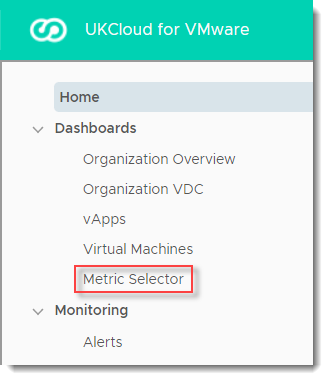 UKCloud for VMware
Home
Dashboards
Organization Overview
Organization VDC
vApps
Virtual Machines
Metric Selector
Monitoring
Alerts